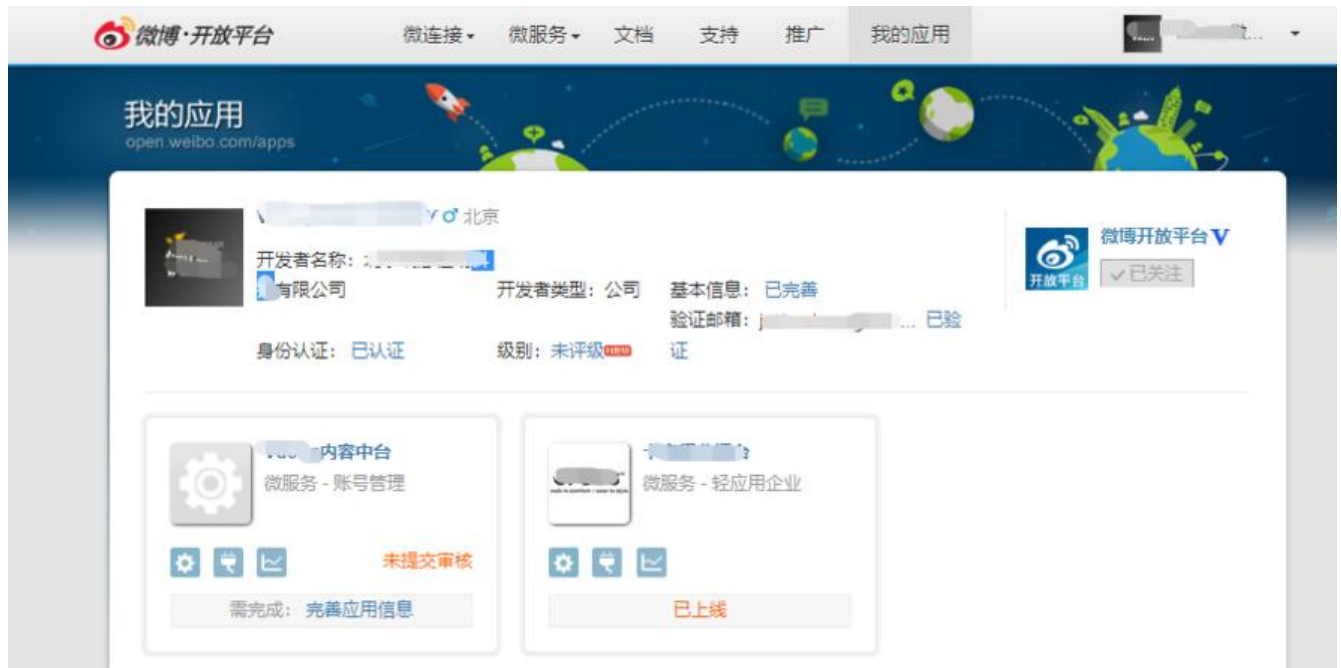 微博·开放平台
微连接 微服务 文档 支持 推广 我的应用
我的应用
open.weibo.com/apps
北京
开发者名称：
有限公司 开发者类型：公司 基本信息：已完善
验证邮箱： ... 已验
身份认证：已认证 级别：未评级 NEW 证
微博开放平台V
开放平台
已关注
内容中台
微服务 - 账号管理
未提交审核
需完成：完善应用信息
台
微服务 - 轻应用企业
已上线